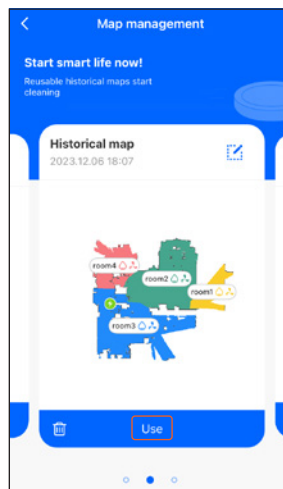 Map management
Start smart life now!
Reusable historical maps start
cleaning
Historical map
2023.12.06 18:07
room4
room2
room1
room3
Use